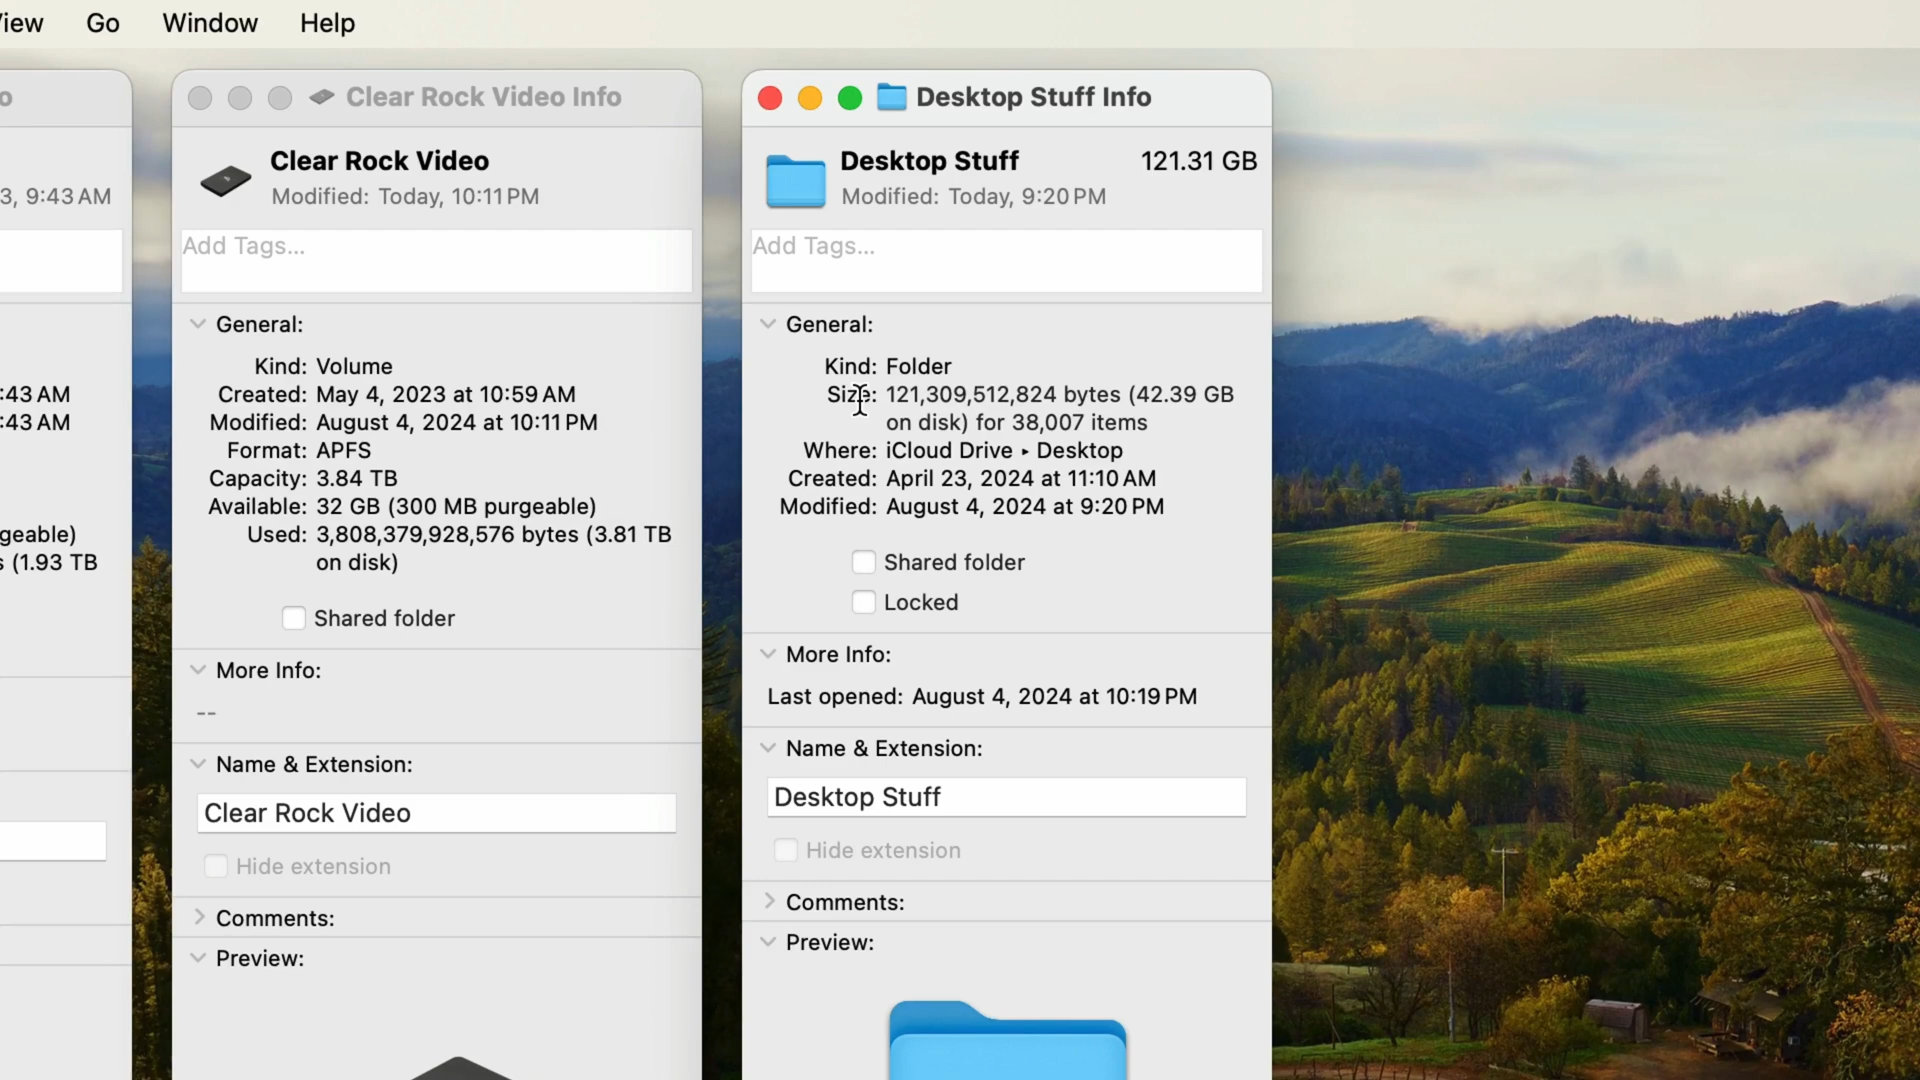 View Go Window Help
o
3, 9:43 AM
:43 AM
:43 AM
geable)
s (1.93 TB
Clear Rock Video Info
Clear Rock Video
Modified: Today, 10:11 PM
Add Tags...
General:
Kind: Volume
Created: May 4, 2023 at 10:59 AM
Modified: August 4, 2024 at 10:11 PM
Format: APFS
Capacity: 3.84 TB
Available: 32 GB (300 MB purgeable)
Used: 3,808,379,928,576 bytes (3.81 TB
on disk)
Shared folder
More Info:
--
Name & Extension:
Clear Rock Video
Hide extension
Comments:
Preview:
Desktop Stuff Info
Desktop Stuff 121.31 GB
Modified: Today, 9:20 PM
Add Tags...
General:
Kind: Folder
Size: 121,309,512,824 bytes (42.39 GB
on disk) for 38,007 items
Where: iCloud Drive ▸ Desktop
Created: April 23, 2024 at 11:10 AM
Modified: August 4, 2024 at 9:20 PM
Shared folder
Locked
More Info:
Last opened: August 4, 2024 at 10:19 PM
Name & Extension:
Desktop Stuff
Hide extension
Comments:
Preview: